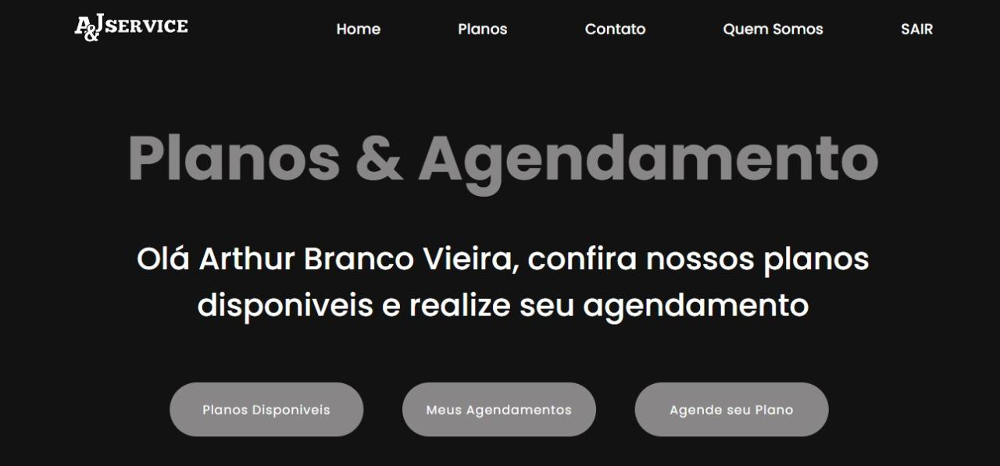 A&J SERVICE
Home Planos Contato Quem Somos SAIR
Planos & Agendamento
Olá Arthur Branco Vieira, confira nossos planos
disponiveis e realize seu agendamento
Planos Disponiveis Meus Agendamentos Agende seu Plano